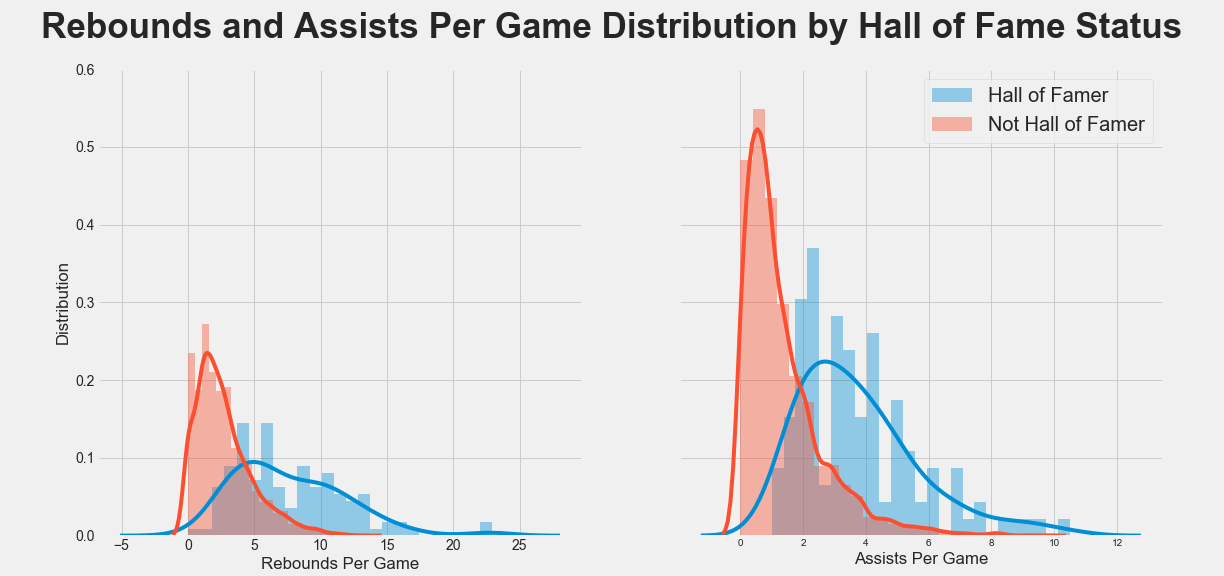 Rebounds and Assists Per Game Distribution by Hall of Fame Status
0.6
0.5
0.4
0.3
0.2
0.1
0.0
Distribution
−5 0 5 10 15 20 25
Rebounds Per Game
Hall of Famer
Not Hall of Famer
0 2 4 6 8 10 12
Assists Per Game